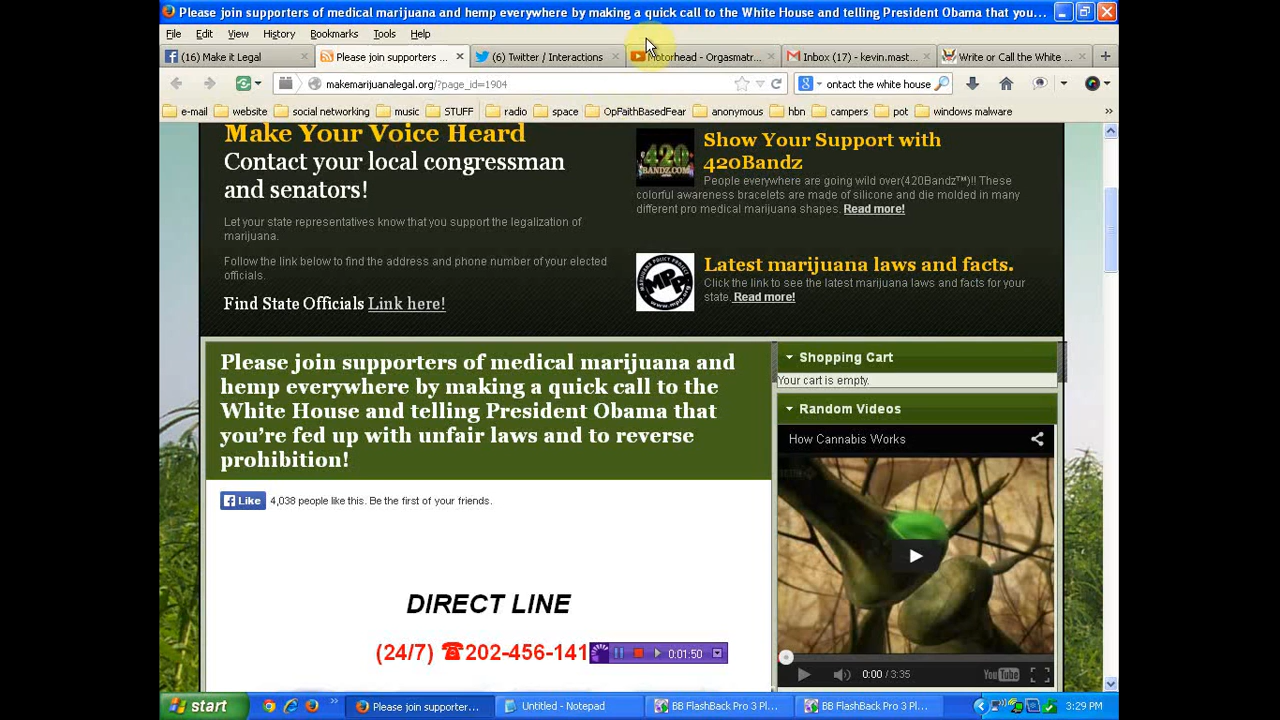 Please join supporters of medical marijuana and hemp everywhere by making a quick call to the White House and telling President Obama that you...
File Edit View History Bookmarks Tools Help
(16) Make it Legal
Please join supporters ...
(6) Twitter / Interactions
Motorhead - Orgasmatr...
Inbox (17) - kevin.mast...
Write or Call the White ...
makemarijuanalegal.org/?page_id=1904
ontact the white house
e-mail website social networking music STUFF radio space OpFaithBasedFear anonymous hbn campers pot windows malware »
Make Your Voice Heard
Contact your local congressman
and senators!
Let your state representatives know that you support the legalization of
marijuana.
Follow the link below to find the address and phone number of your elected
officials.
Find State Officials Link here!
420
BANDZ.COM
Show Your Support with
420Bandz
People everywhere are going wild over(420Bandz™)!! These
colorful awareness bracelets are made of silicone and die molded in many
different pro medical marijuana shapes. Read more!
MARIJUANA POLICY PROJECT
MPP
www.mpp.org
Latest marijuana laws and facts.
Click the link to see the latest marijuana laws and facts for your
state. Read more!
Please join supporters of medical marijuana and
hemp everywhere by making a quick call to the
White House and telling President Obama that
you're fed up with unfair laws and to reverse
prohibition!
Like 4,038 people like this. Be the first of your friends.
DIRECT LINE
(24/7) ☎202-456-141
0:01:50
Shopping Cart
Your cart is empty.
Random Videos
How Cannabis Works
0:00 / 3:35
YouTube
start
» Please join supporter...
Untitled - Notepad
BB FlashBack Pro 3 Pl...
BB FlashBack Pro 3 Pl...
3:29 PM